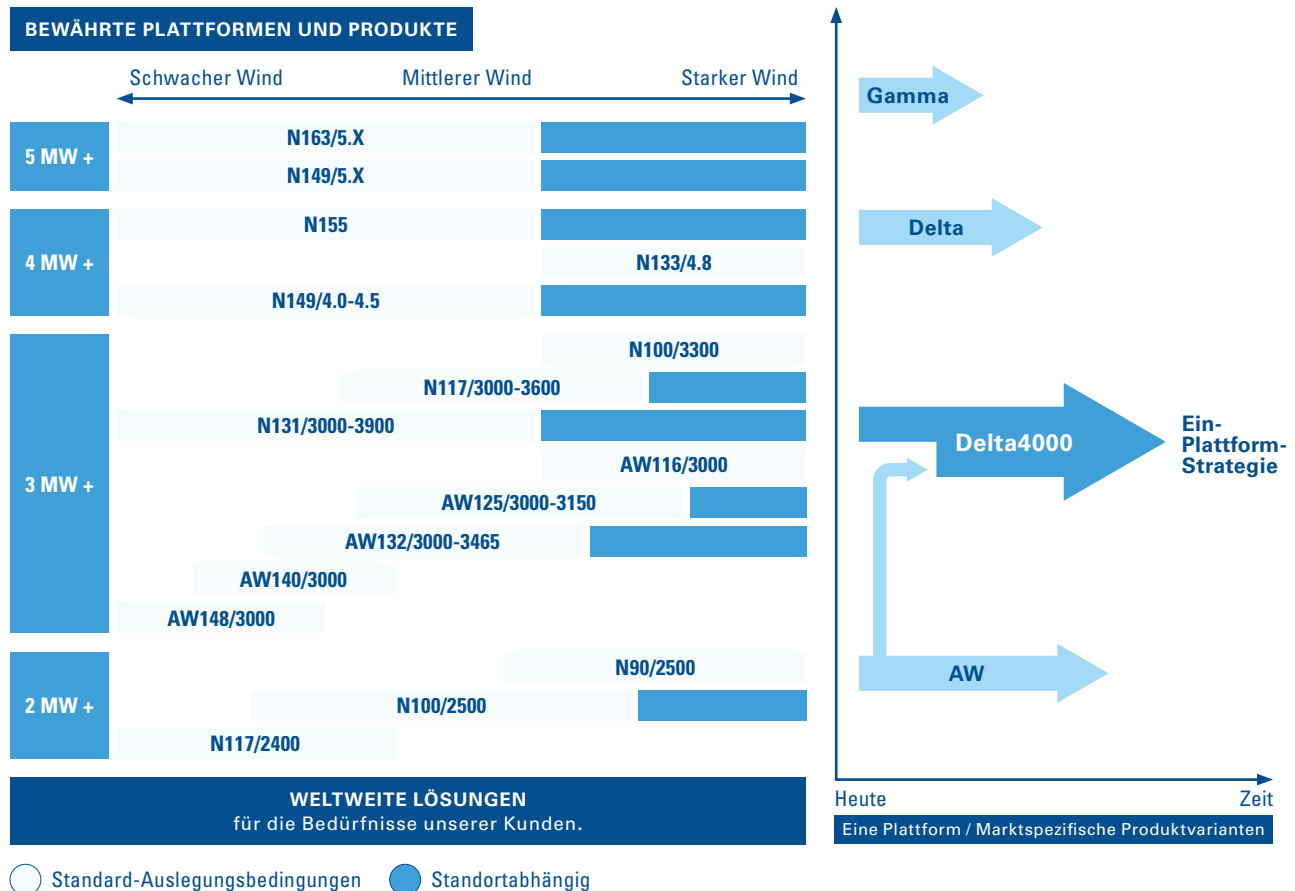 BEWÄHRTE PLATTFORMEN UND PRODUKTE
Schwacher Wind Mittlerer Wind Starker Wind
5 MW +
N163/5.X
N149/5.X
4 MW +
N155
N133/4.8
N149/4.0-4.5
3 MW +
N100/3300
N117/3000-3600
N131/3000-3900
AW116/3000
AW125/3000-3150
AW132/3000-3465
AW140/3000
AW148/3000
2 MW +
N90/2500
N100/2500
N117/2400
WELTWEITE LÖSUNGEN
für die Bedürfnisse unserer Kunden.
Standard-Auslegungsbedingungen Standortabhängig
Gamma
Delta
Delta4000
Ein-
Plattform-
Strategie
AW
Heute Zeit
Eine Plattform / Marktspezifische Produktvarianten